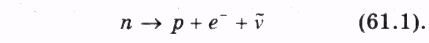 n → p + e⁻ + ν̃ (61.1).